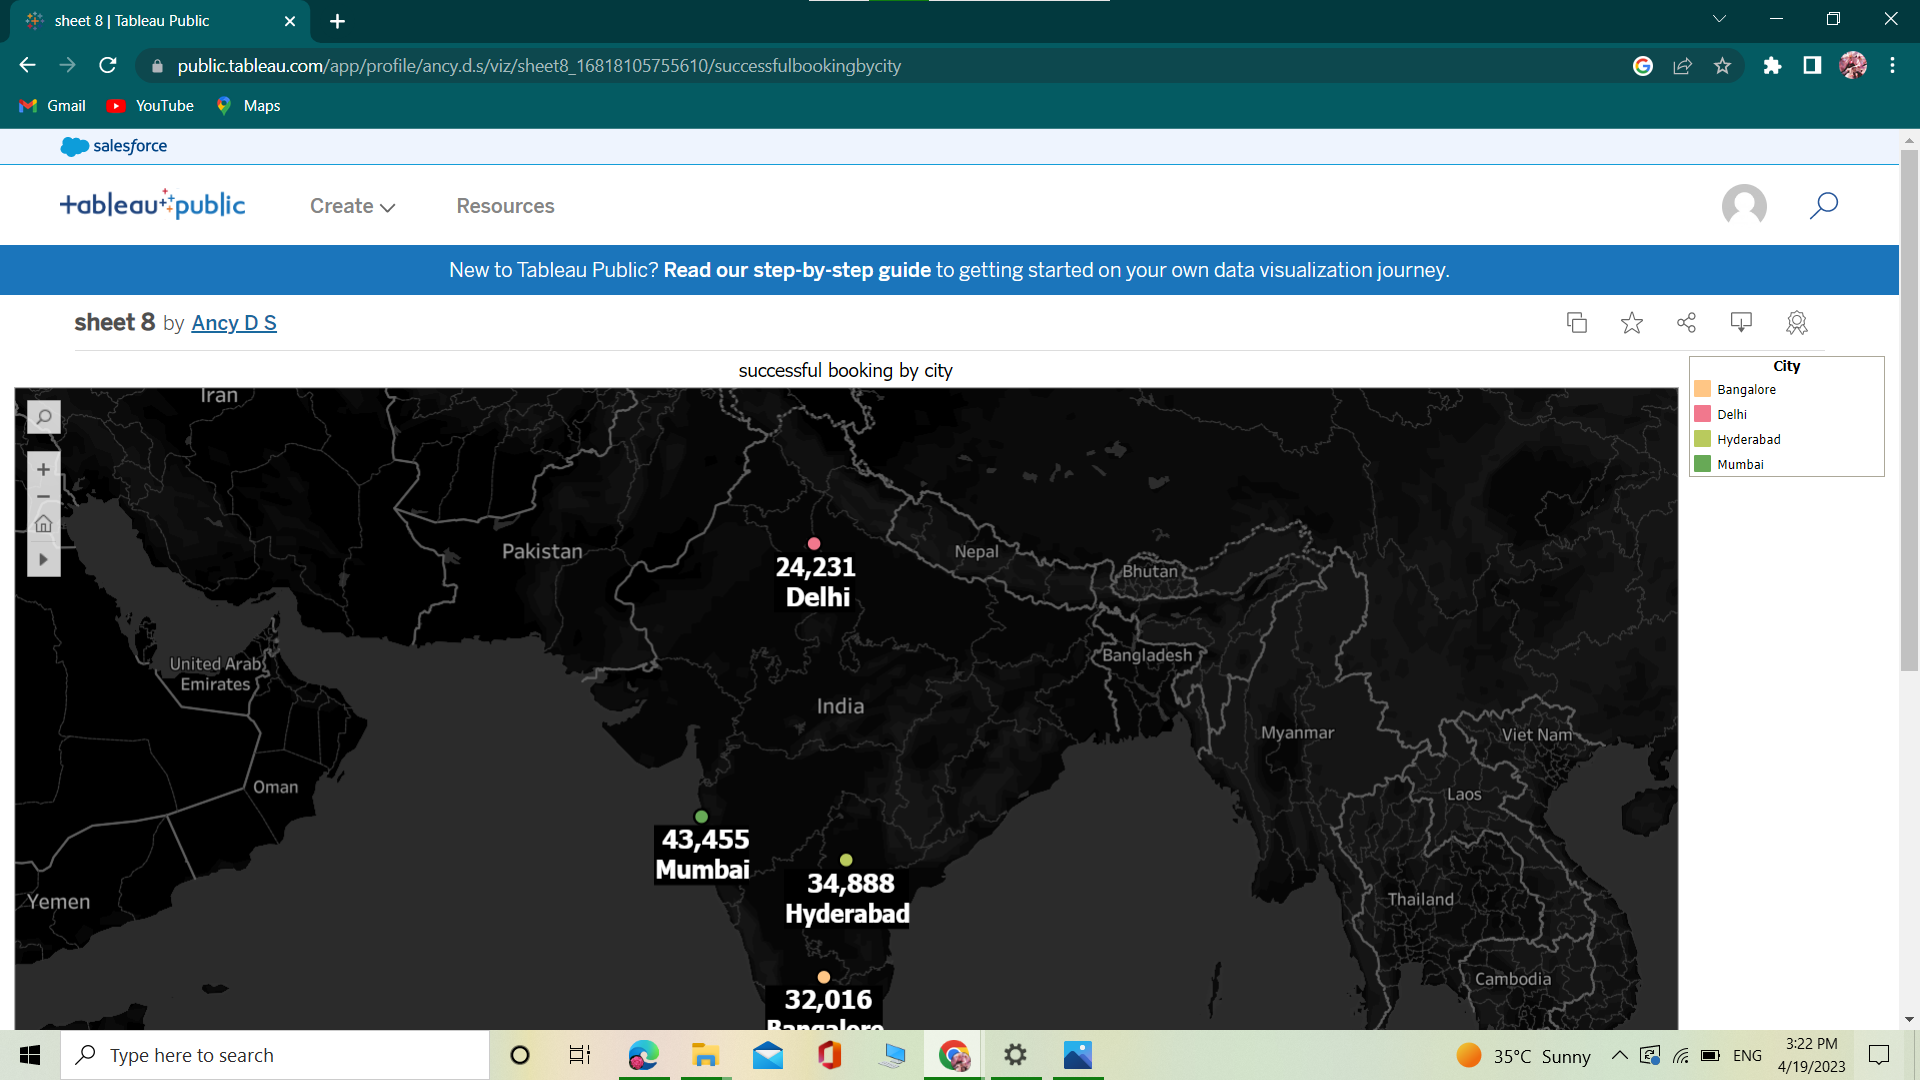 sheet 8 | Tableau Public
public.tableau.com/app/profile/ancy.d.s/viz/sheet8_16818105755610/successfulbookingbycity
Gmail YouTube Maps
salesforce
+ableau public Create Resources
New to Tableau Public? Read our step-by-step guide to getting started on your own data visualization journey.
sheet 8 by Ancy D S
successful booking by city
City
Bangalore
Delhi
Hyderabad
Mumbai
Iran
Pakistan
Nepal
24,231
Delhi
Bhutan
Bangladesh
United Arab
Emirates
India
Myanmar
Viet Nam
Oman
Laos
43,455
Mumbai
34,888
Hyderabad
Yemen
Thailand
Cambodia
32,016
Bangalore
Type here to search
35°C Sunny
ENG
3:22 PM
4/19/2023